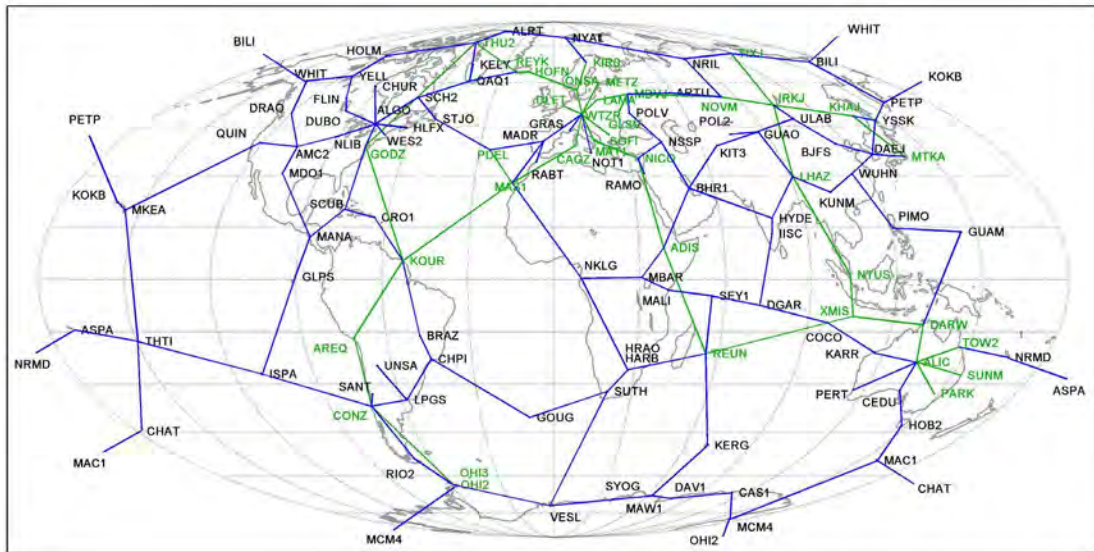 ALRT
NYA1
WHIT
BILI
THU2
HOLM
REYK
KELY
HOFN
NRIL
BILI
WHIT
YELL
QAQ1
ONSA
METZ
KOKB
CHUR
SCH2
LAMA
NOVM
IRKJ
KHAJ
PETP
FLIN
ALGO
DRAO
PETP
DUBO
HLFX
STJO
GRAS
WTZR
POLV
POL2
ULAB
YSSK
QUIN
NLIB
WES2
MADR
NSSP
GUAO
GODZ
AMC2
PDEL
CAGZ
NOT1
NICO
KIT3
BJFS
DAEJ
MTKA
MDO1
RABT
RAMO
BHR1
LHAZ
WUHN
KOKB
MKEA
SCUB
CRO1
KUNM
HYDE
PIMO
IISC
GUAM
MANA
ADIS
KOUR
GLPS
NKLG
MBAR
MALI
NTUS
SEY1
DGAR
XMIS
ASPA
THTI
BRAZ
COCO
DARW
AREQ
HRAO
REUN
KARR
TOW2
NRMD
NRMD
CHPI
UNSA
HARB
ALIC
ISPA
SUNM
ASPA
SANT
LPGS
SUTH
PERT
CEDU
PARK
CONZ
GOUG
HOB2
CHAT
KERG
MAC1
RIO2
MAC1
OHI3
OHI2
SYOG
DAV1
CAS1
CHAT
VESL
MAW1
MCM4
MCM4
OHI2